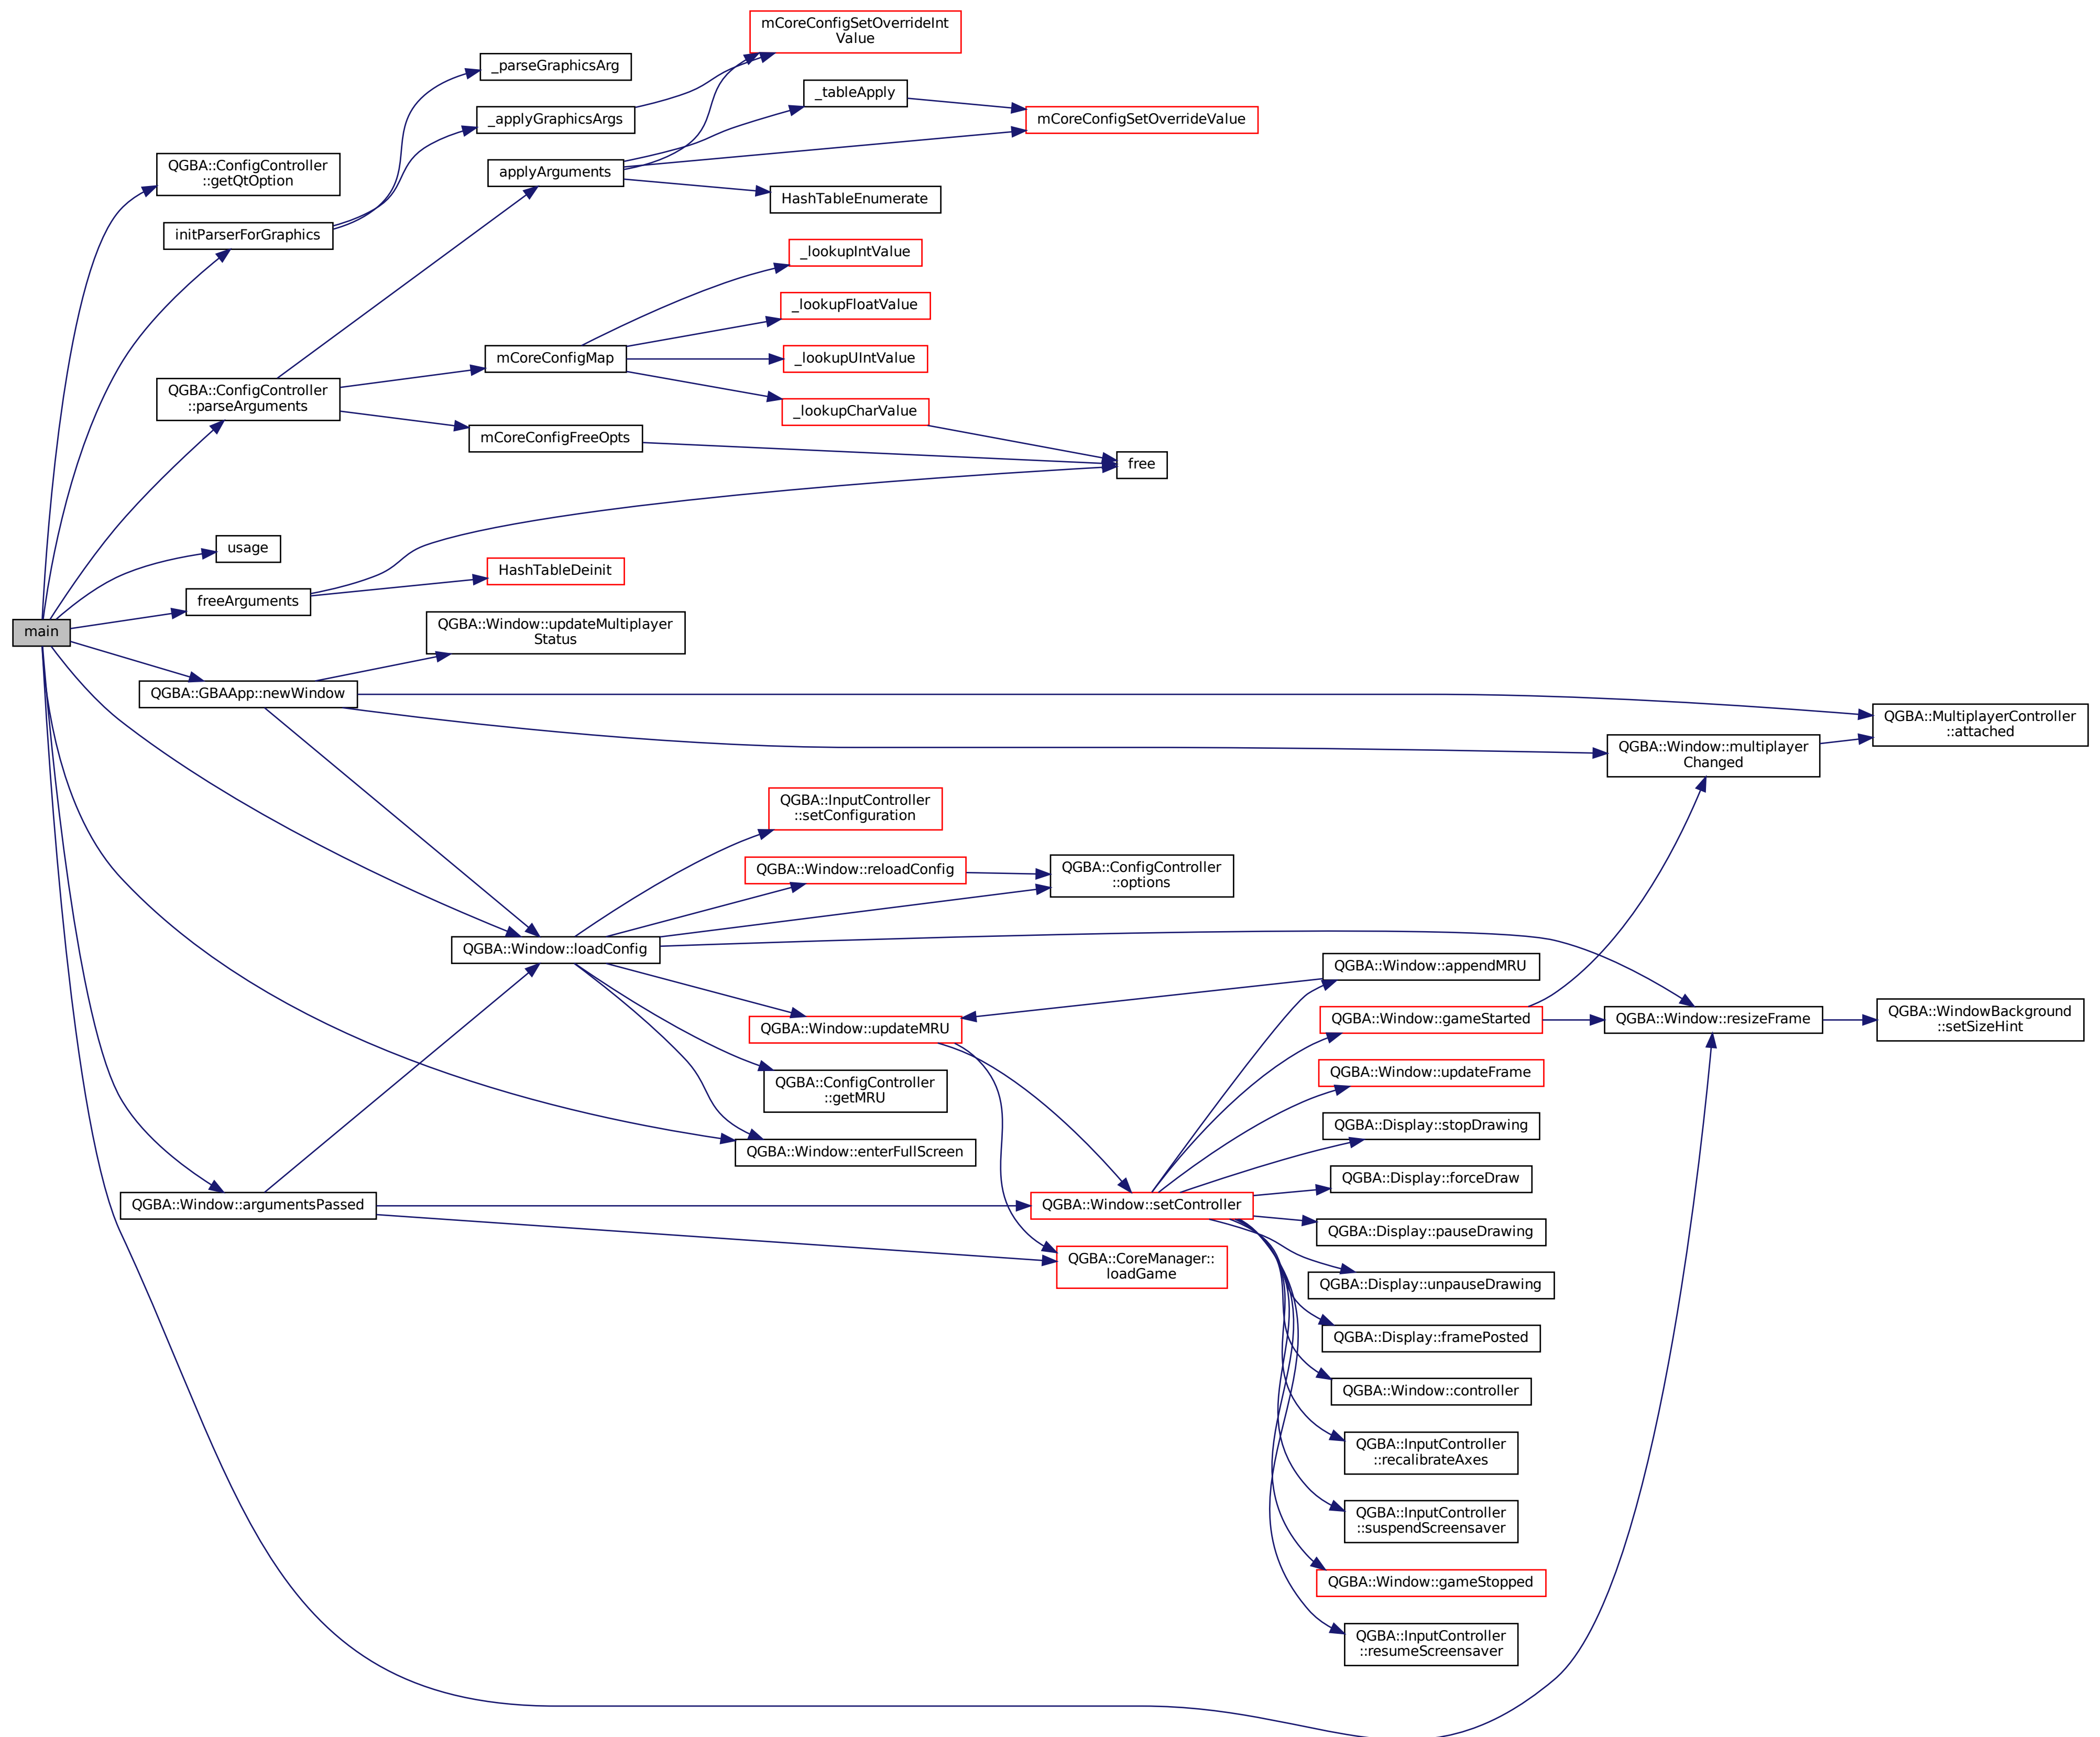 mCoreConfigSetOverrideInt
Value
_parseGraphicsArg
_tableApply
_applyGraphicsArgs
mCoreConfigSetOverrideValue
QGBA::ConfigController
::getQtOption
applyArguments
HashTableEnumerate
initParserForGraphics
_lookupIntValue
_lookupFloatValue
mCoreConfigMap
_lookupUIntValue
QGBA::ConfigController
::parseArguments
_lookupCharValue
mCoreConfigFreeOpts
free
usage
HashTableDeinit
freeArguments
main
QGBA::Window::updateMultiplayer
Status
QGBA::GBAApp::newWindow
QGBA::MultiplayerController
::attached
QGBA::Window::multiplayer
Changed
QGBA::InputController
::setConfiguration
QGBA::Window::reloadConfig
QGBA::ConfigController
::options
QGBA::Window::loadConfig
QGBA::Window::appendMRU
QGBA::Window::updateMRU
QGBA::Window::gameStarted
QGBA::Window::resizeFrame
QGBA::WindowBackground
::setSizeHint
QGBA::Window::updateFrame
QGBA::ConfigController
::getMRU
QGBA::Display::stopDrawing
QGBA::Window::enterFullScreen
QGBA::Display::forceDraw
QGBA::Window::argumentsPassed
QGBA::Window::setController
QGBA::Display::pauseDrawing
QGBA::CoreManager::
loadGame
QGBA::Display::unpauseDrawing
QGBA::Display::framePosted
QGBA::Window::controller
QGBA::InputController
::recalibrateAxes
QGBA::InputController
::suspendScreensaver
QGBA::Window::gameStopped
QGBA::InputController
::resumeScreensaver